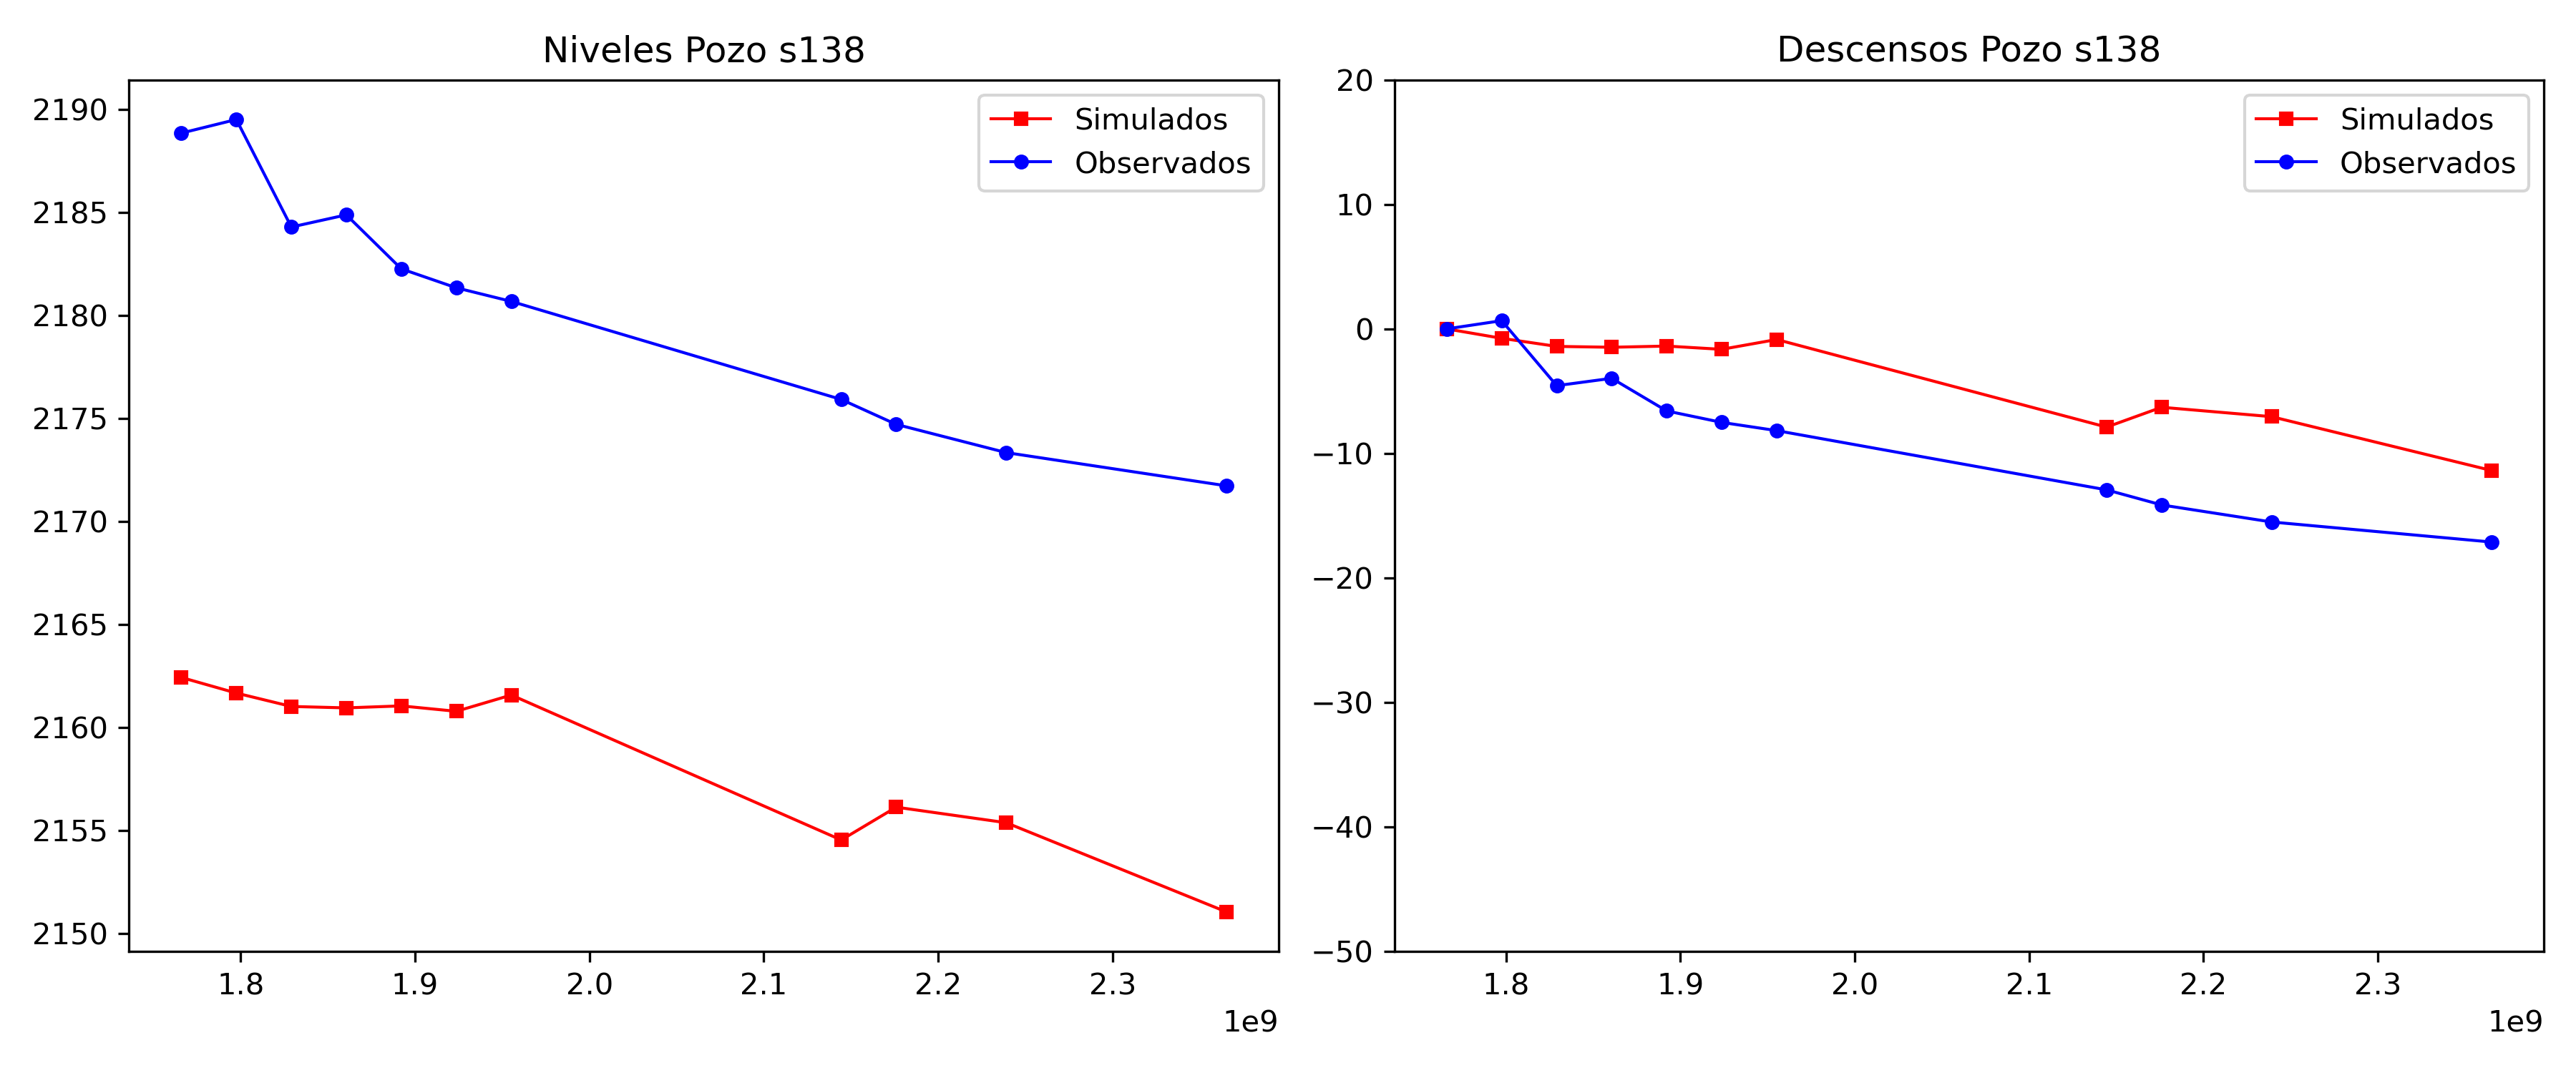 Niveles Pozo s138
2190
2185
2180
2175
2170
2165
2160
2155
2150
1.8 1.9 2.0 2.1 2.2 2.3
1e9
Simulados
Observados
Descensos Pozo s138
20
10
0
−10
−20
−30
−40
−50
1.8 1.9 2.0 2.1 2.2 2.3
1e9
Simulados
Observados